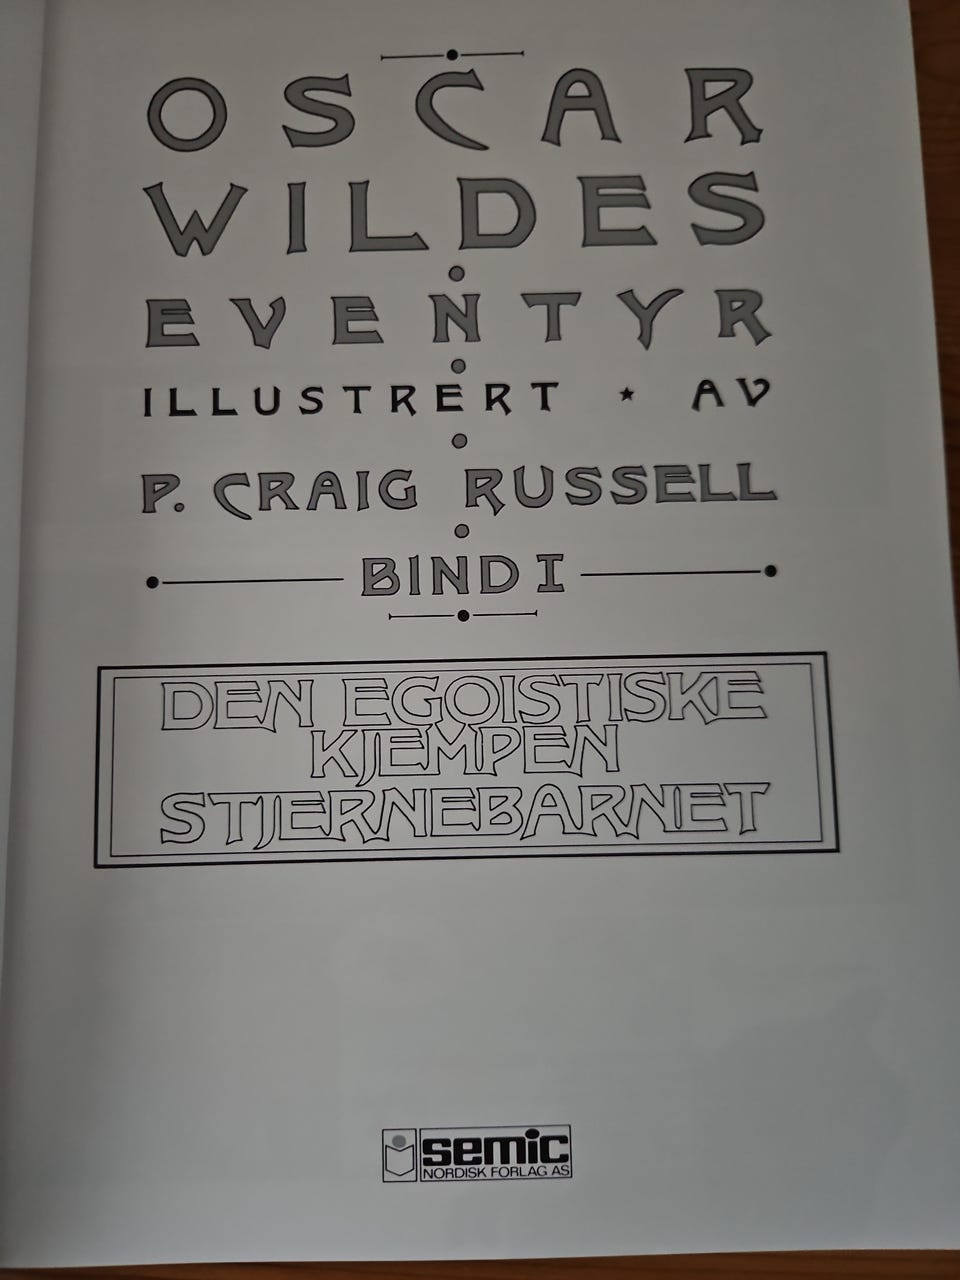 OSCAR
WILDES
EVENTYR
ILLUSTRERT ★ AV
P. CRAIG RUSSELL
BIND I
DEN EGOISTISKE
KJEMPEN
STJERNEBARNET
semic
NORDISK FORLAG AS